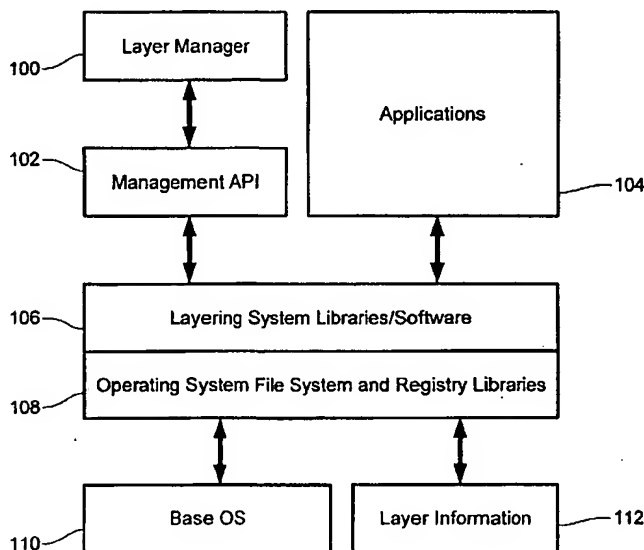 Layer Manager
100
102
Management API
Applications
104
106
Layering System Libraries/Software
108
Operating System File System and Registry Libraries
110
Base OS
Layer Information
112